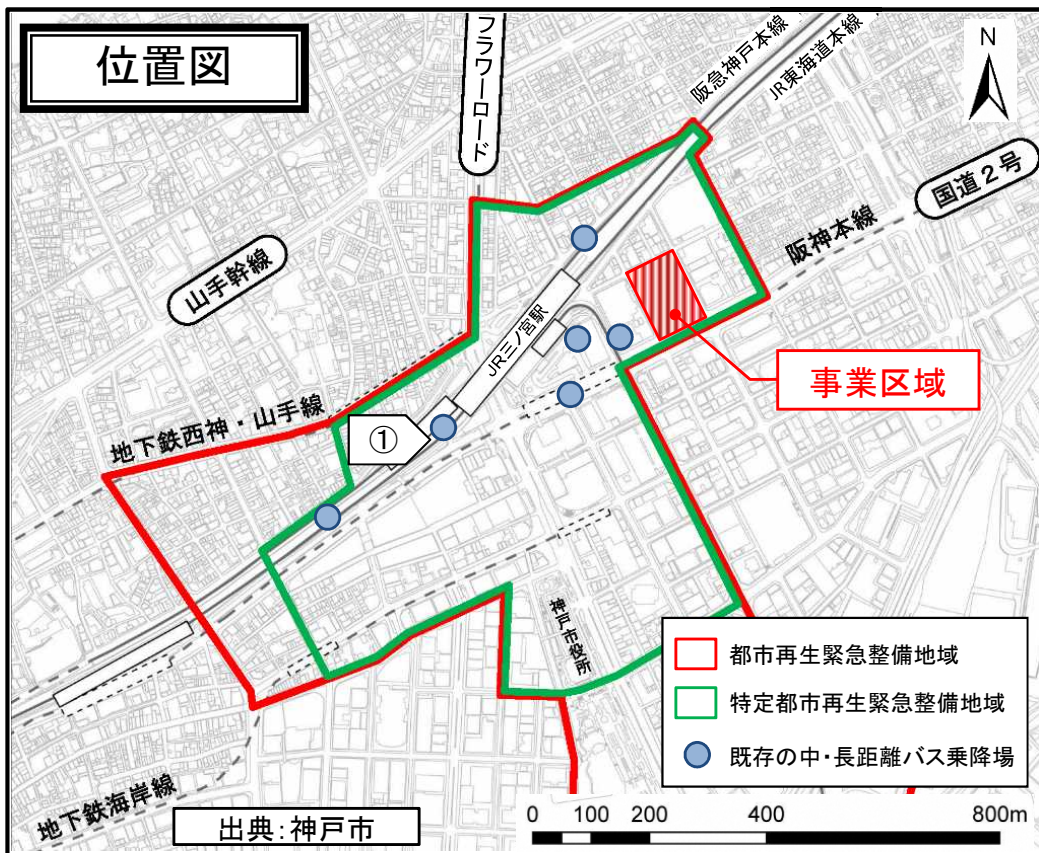 位置図
フラワーロード
阪急神戸本線
JR東海道本線
N
国道2号
阪神本線
山手幹線
JR三ノ宮駅
事業区域
①
地下鉄西神・山手線
神戸市役所
都市再生緊急整備地域
特定都市再生緊急整備地域
既存の中・長距離バス乗降場
地下鉄海岸線
出典:神戸市
0 100 200 400 800m